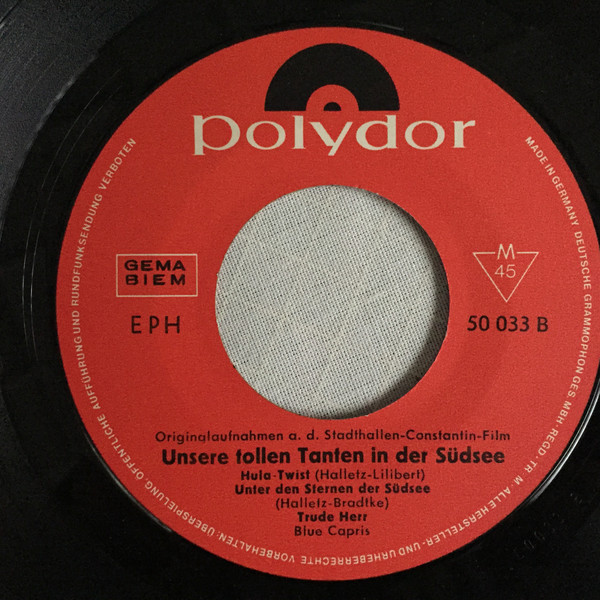 polydor
GEMA
BIEM
M
45
EPH
50 033 B
Originalaufnahmen a. d. Stadthallen-Constantin-Film
Unsere tollen Tanten in der Südsee
Hula-Twist (Halletz-Lilibert)
Unter den Sternen der Südsee
(Halletz-Bradtke)
Trude Herr
Blue Capris
MADE IN GERMANY. DEUTSCHE GRAMMOPHON GES. MBH · REGD. TR. M. · ALLE HERSTELLER- UND URHEBERRECHTE VORBEHALTEN · ÜBERSPIELUNG, ÖFFENTLICHE AUFFÜHRUNG UND RUNDFUNKSENDUNG VERBOTEN